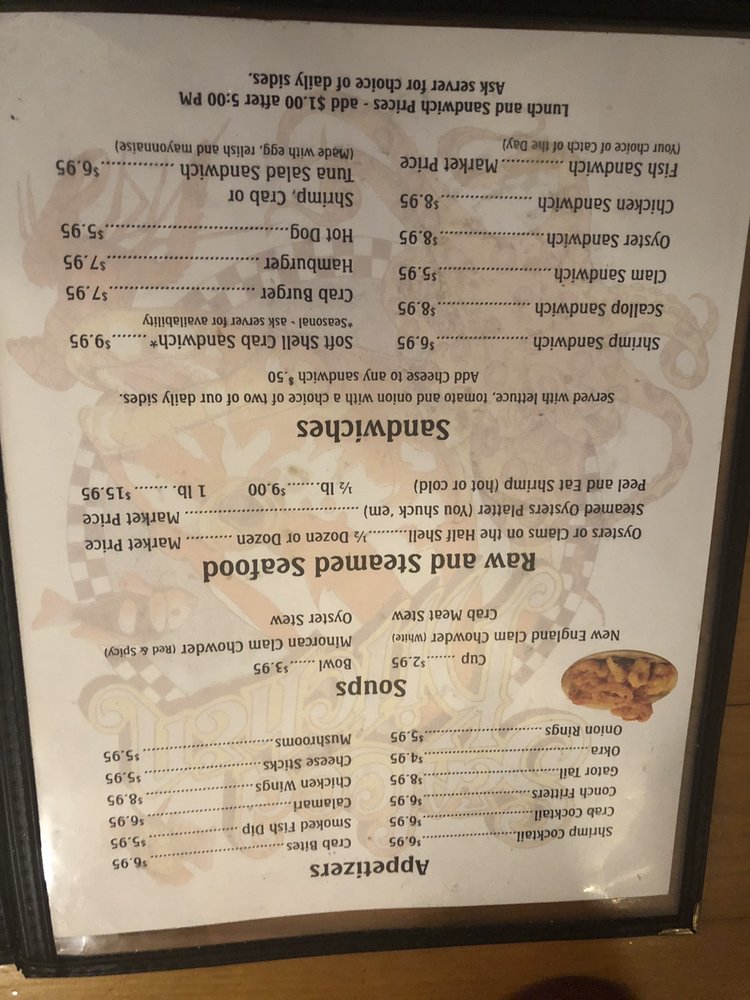 Appetizers
Shrimp Cocktail....................$6.95
Crab Cocktail.......................$6.95
Conch Fritters......................$6.95
Gator Tail............................$8.95
Okra...................................$4.95
Onion Rings.........................$5.95
Crab Bites............................$6.95
Smoked Fish Dip ..................$5.95
Calamari..............................$6.95
Chicken Wings......................$8.95
Cheese Sticks.......................$5.95
Mushrooms..........................$5.95
Soups
Cup ......$2.95
Bowl ......$3.95
New England Clam Chowder (White)
Minorcan Clam Chowder (Red & Spicy)
Crab Meat Stew
Oyster Stew
Raw and Steamed Seafood
Oysters or Clams on the Half Shell.........½ Dozen or Dozen .......... Market Price
Steamed Oysters Platter (You shuck 'em) ..................................... Market Price
Peel and Eat Shrimp (hot or cold) ½ lb. ......$9.00 1 lb. ........$15.95
Sandwiches
Served with lettuce, tomato and onion with a choice of two of our daily sides.
Add Cheese to any sandwich $.50
Shrimp Sandwich ...................$6.95
Scallop Sandwich ...................$8.95
Clam Sandwich.......................$5.95
Oyster Sandwich.....................$8.95
Chicken Sandwich ..................$8.95
Fish Sandwich ............. Market Price
(Your choice of Catch of the Day)
Soft Shell Crab Sandwich* .......$9.95
*Seasonal - ask server for availability
Crab Burger ...........................$7.95
Hamburger ............................$7.95
Hot Dog.................................$5.95
Shrimp, Crab or
Tuna Salad Sandwich ..............$6.95
(Made with egg, relish and mayonnaise)
Lunch and Sandwich Prices - add $1.00 after 5:00 PM
Ask server for choice of daily sides.